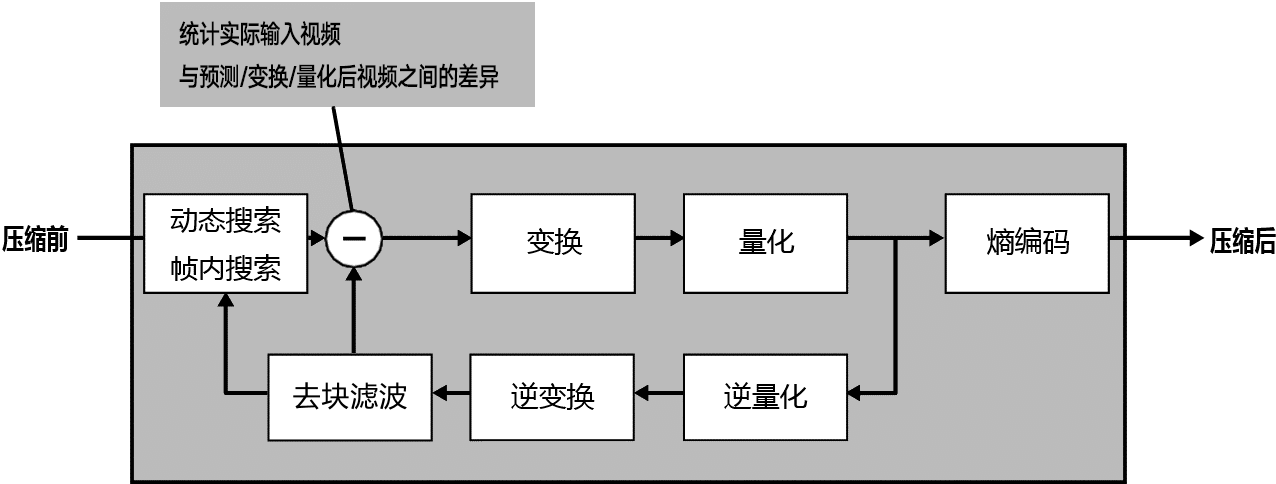 统计实际输入视频
与预测/变换/量化后视频之间的差异
压缩前
动态搜索
帧内搜索
变换
量化
熵编码
压缩后
去块滤波
逆变换
逆量化